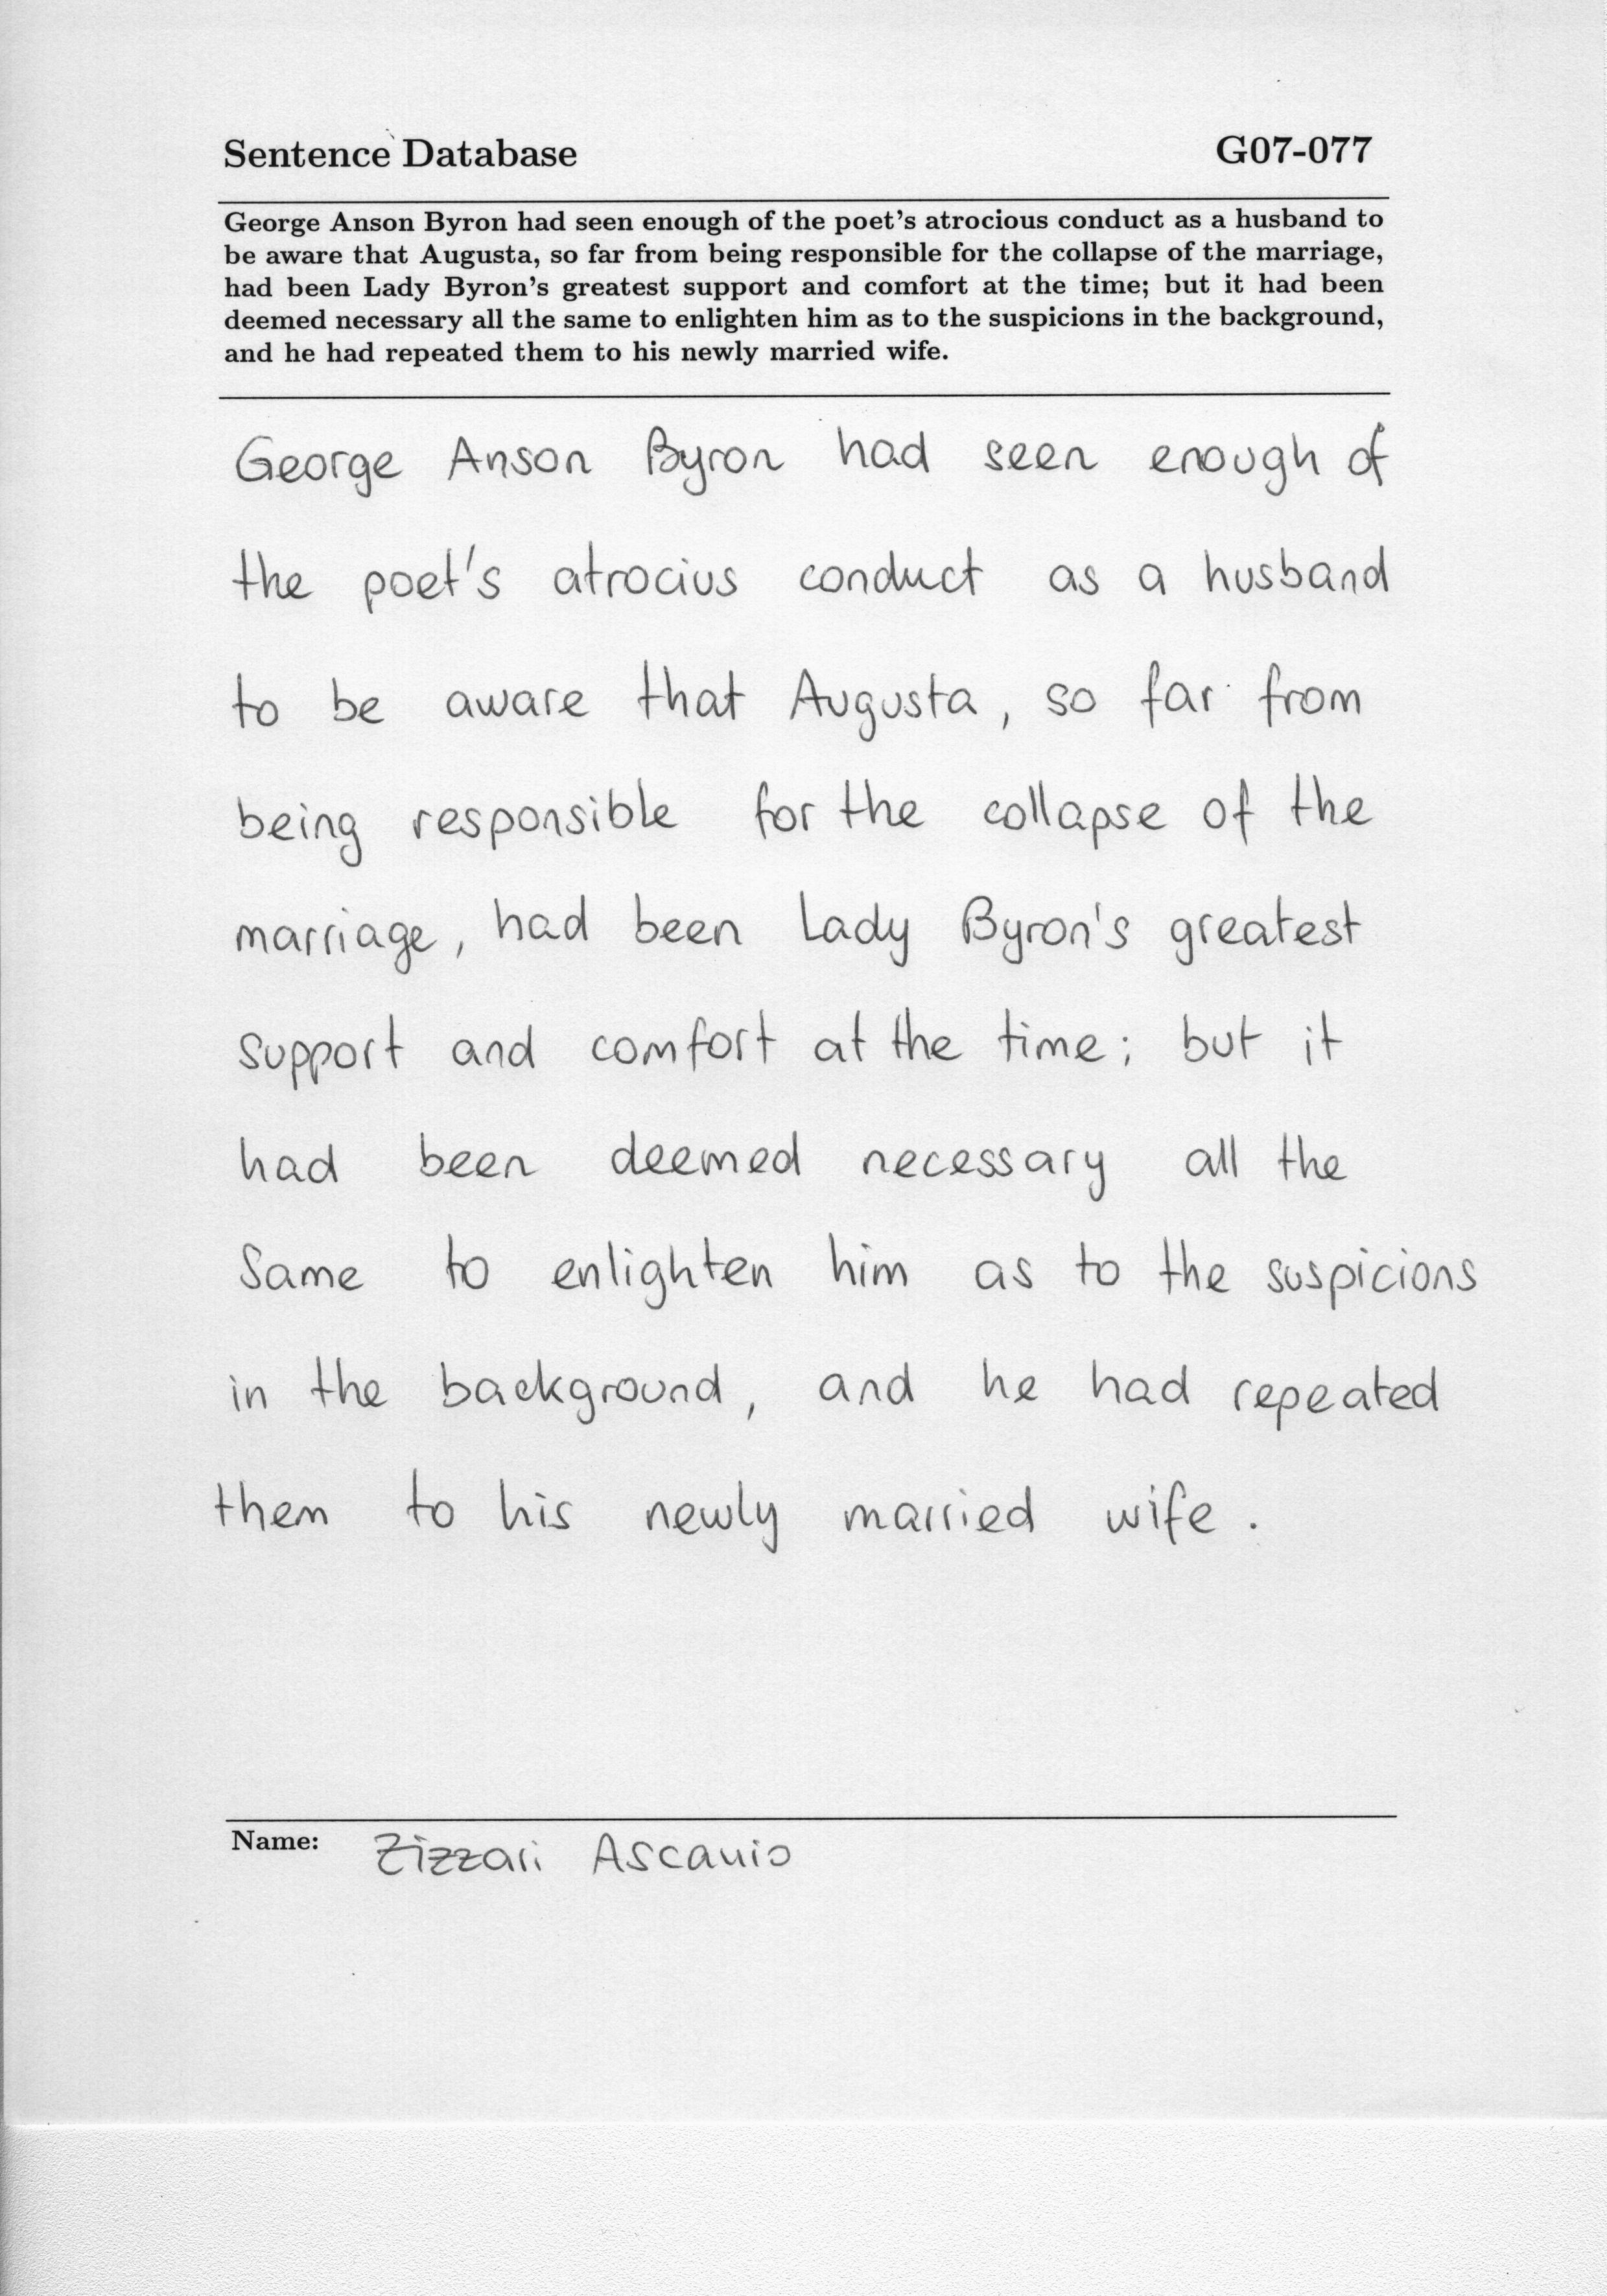 Sentence Database G07-077
George Anson Byron had seen enough of the poet's atrocious conduct as a husband to
be aware that Augusta, so far from being responsible for the collapse of the marriage,
had been Lady Byron's greatest support and comfort at the time; but it had been
deemed necessary all the same to enlighten him as to the suspicions in the background,
and he had repeated them to his newly married wife.
George Anson Byron had seen enough of
the poet's atrocius conduct as a husband
to be aware that Augusta, so far from
being responsible for the collapse of the
marriage, had been Lady Byron's greatest
support and comfort at the time; but it
had been deemed necessary all the
Same to enlighten him as to the suspicions
in the background, and he had repeated
them to his newly married wife.
Name: Zizzari Ascanio